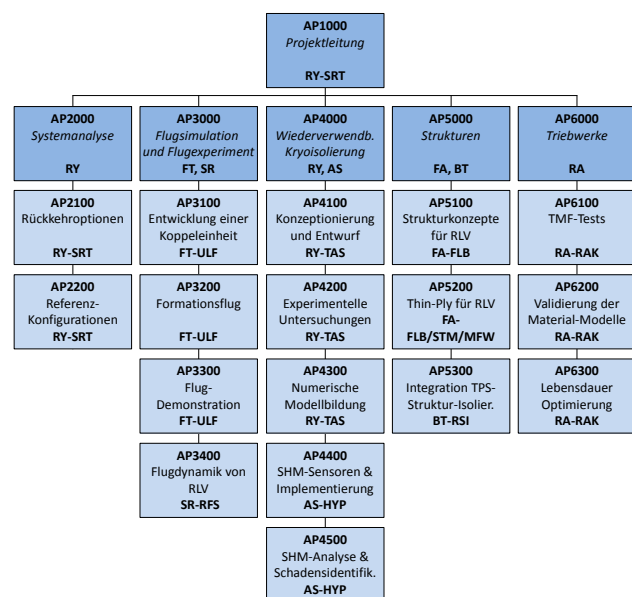 AP1000
Projektleitung
RY-SRT
AP2000
Systemanalyse
RY
AP3000
Flugsimulation
und Flugexperiment
FT, SR
AP4000
Wiederverwendb.
Kryoisolierung
RY, AS
AP5000
Strukturen
FA, BT
AP6000
Triebwerke
RA
AP2100
Rückkehroptionen
RY-SRT
AP3100
Entwicklung einer
Koppeleinheit
FT-ULF
AP4100
Konzeptionierung
und Entwurf
RY-TAS
AP5100
Strukturkonzepte
für RLV
FA-FLB
AP6100
TMF-Tests
RA-RAK
AP2200
Referenz-
Konfigurationen
RY-SRT
AP3200
Formationsflug
FT-ULF
AP4200
Experimentelle
Untersuchungen
RY-TAS
AP5200
Thin-Ply für RLV
FA-
FLB/STM/MFW
AP6200
Validierung der
Material-Modelle
RA-RAK
AP3300
Flug-
Demonstration
FT-ULF
AP4300
Numerische
Modellbildung
RY-TAS
AP5300
Integration TPS-
Struktur-Isolier.
BT-RSI
AP6300
Lebensdauer
Optimierung
RA-RAK
AP3400
Flugdynamik von
RLV
SR-RFS
AP4400
SHM-Sensoren &
Implementierung
AS-HYP
AP4500
SHM-Analyse &
Schadensidentifik.
AS-HYP